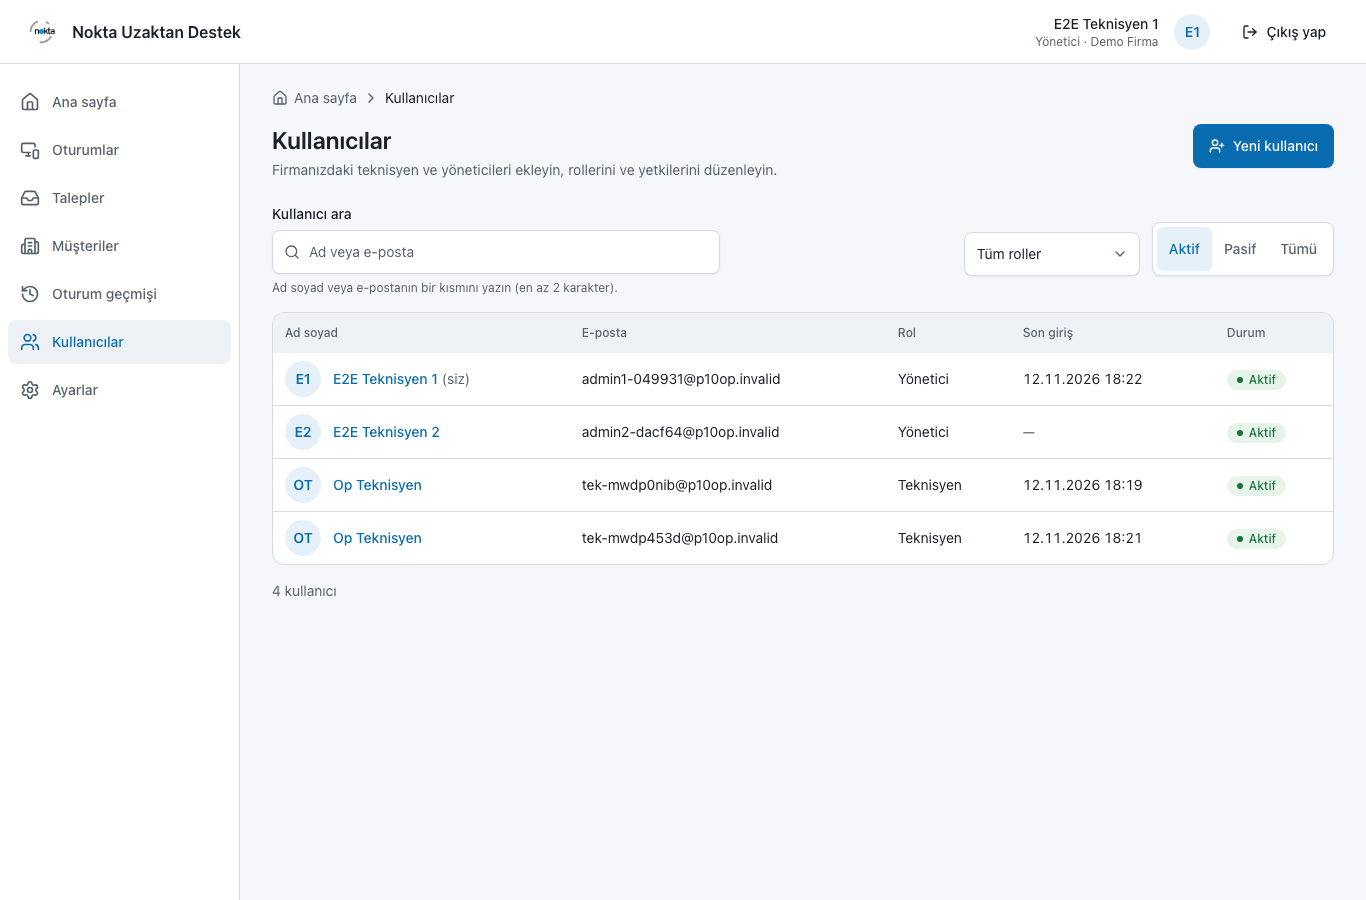 nokta
Nokta Uzaktan Destek
E2E Teknisyen 1
Yönetici · Demo Firma
E1
Çıkış yap
Ana sayfa
Oturumlar
Talepler
Müşteriler
Oturum geçmişi
Kullanıcılar
Ayarlar
Ana sayfa > Kullanıcılar
Kullanıcılar
Firmanızdaki teknisyen ve yöneticileri ekleyin, rollerini ve yetkilerini düzenleyin.
Yeni kullanıcı
Kullanıcı ara
Ad veya e-posta
Ad soyad veya e-postanın bir kısmını yazın (en az 2 karakter).
Tüm roller
Aktif Pasif Tümü
Ad soyad E-posta Rol Son giriş Durum
E1 E2E Teknisyen 1 (siz) admin1-049931@p10op.invalid Yönetici 12.11.2026 18:22 Aktif
E2 E2E Teknisyen 2 admin2-dacf64@p10op.invalid Yönetici — Aktif
OT Op Teknisyen tek-mwdp0nib@p10op.invalid Teknisyen 12.11.2026 18:19 Aktif
OT Op Teknisyen tek-mwdp453d@p10op.invalid Teknisyen 12.11.2026 18:21 Aktif
4 kullanıcı